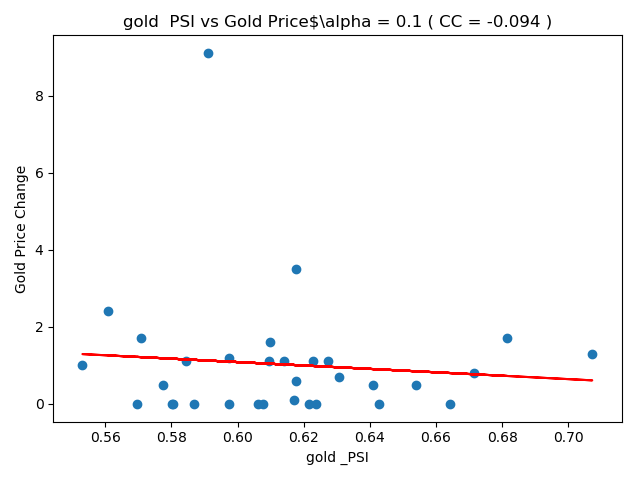 gold  PSI vs Gold Price$\alpha = 0.1 ( CC = -0.094 )
Gold Price Change
8
6
4
2
0
0.56 0.58 0.60 0.62 0.64 0.66 0.68 0.70
gold _PSI